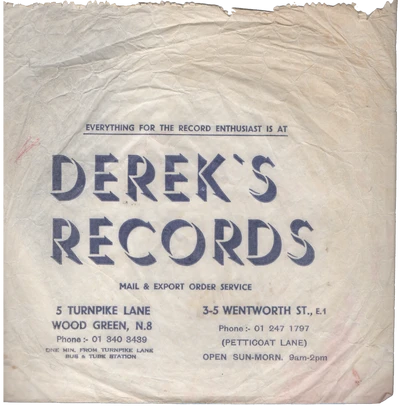 EVERYTHING FOR THE RECORD ENTHUSIAST IS AT
DEREK`S
RECORDS
MAIL & EXPORT ORDER SERVICE
5 TURNPIKE LANE
WOOD GREEN, N.8
Phone :- 01 340 3439
ONE MIN. FROM TURNPIKE LANE
BUS & TUBE STATION
3-5 WENTWORTH ST., E.1
Phone :- 01 247 1797
(PETTICOAT LANE)
OPEN SUN-MORN. 9am-2pm